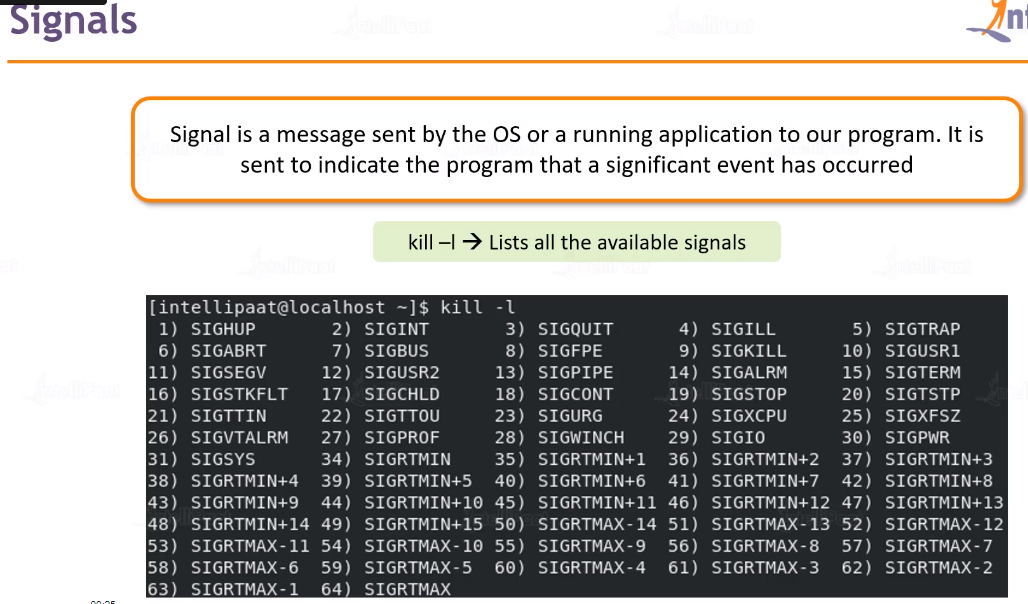 Signals
Signal is a message sent by the OS or a running application to our program. It is
sent to indicate the program that a significant event has occurred
kill –l → Lists all the available signals
[intellipaat@localhost ~]$ kill -l
1) SIGHUP 2) SIGINT 3) SIGQUIT 4) SIGILL 5) SIGTRAP
6) SIGABRT 7) SIGBUS 8) SIGFPE 9) SIGKILL 10) SIGUSR1
11) SIGSEGV 12) SIGUSR2 13) SIGPIPE 14) SIGALRM 15) SIGTERM
16) SIGSTKFLT 17) SIGCHLD 18) SIGCONT 19) SIGSTOP 20) SIGTSTP
21) SIGTTIN 22) SIGTTOU 23) SIGURG 24) SIGXCPU 25) SIGXFSZ
26) SIGVTALRM 27) SIGPROF 28) SIGWINCH 29) SIGIO 30) SIGPWR
31) SIGSYS 34) SIGRTMIN 35) SIGRTMIN+1 36) SIGRTMIN+2 37) SIGRTMIN+3
38) SIGRTMIN+4 39) SIGRTMIN+5 40) SIGRTMIN+6 41) SIGRTMIN+7 42) SIGRTMIN+8
43) SIGRTMIN+9 44) SIGRTMIN+10 45) SIGRTMIN+11 46) SIGRTMIN+12 47) SIGRTMIN+13
48) SIGRTMIN+14 49) SIGRTMIN+15 50) SIGRTMAX-14 51) SIGRTMAX-13 52) SIGRTMAX-12
53) SIGRTMAX-11 54) SIGRTMAX-10 55) SIGRTMAX-9 56) SIGRTMAX-8 57) SIGRTMAX-7
58) SIGRTMAX-6 59) SIGRTMAX-5 60) SIGRTMAX-4 61) SIGRTMAX-3 62) SIGRTMAX-2
63) SIGRTMAX-1 64) SIGRTMAX